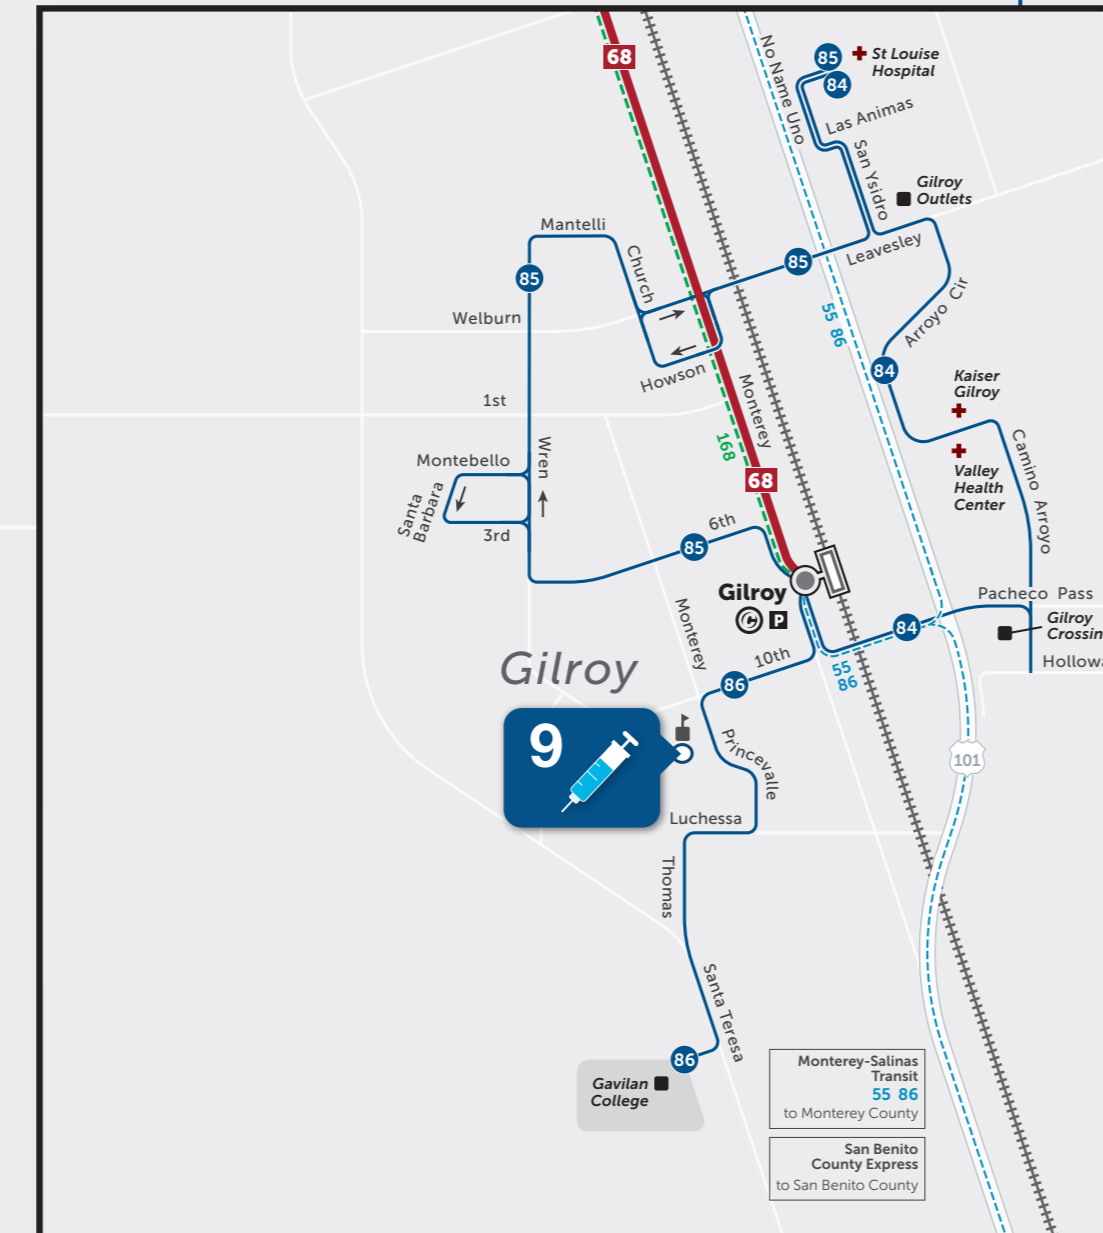 68
No Name Uno
85
84
St Louise
Hospital
Las Animas
San Ysidro
Gilroy
Outlets
Mantelli
Church
85
85
Leavesley
Welburn
55 86
Arroyo Cir
Howson
84
Monterey
Kaiser
Gilroy
1st
168
Wren
Montebello
Santa
Barbara
3rd
68
Valley
Health
Center
Camino Arroyo
6th
85
Gilroy
C
P
Pacheco Pass
84
Gilroy
Crossin
Monterey
10th
55
86
Hollowa
Gilroy
86
9
Princevalle
101
Luchessa
Thomas
Santa Teresa
86
Gavilan
College
Monterey-Salinas
Transit
55 86
to Monterey County
San Benito
County Express
to San Benito County